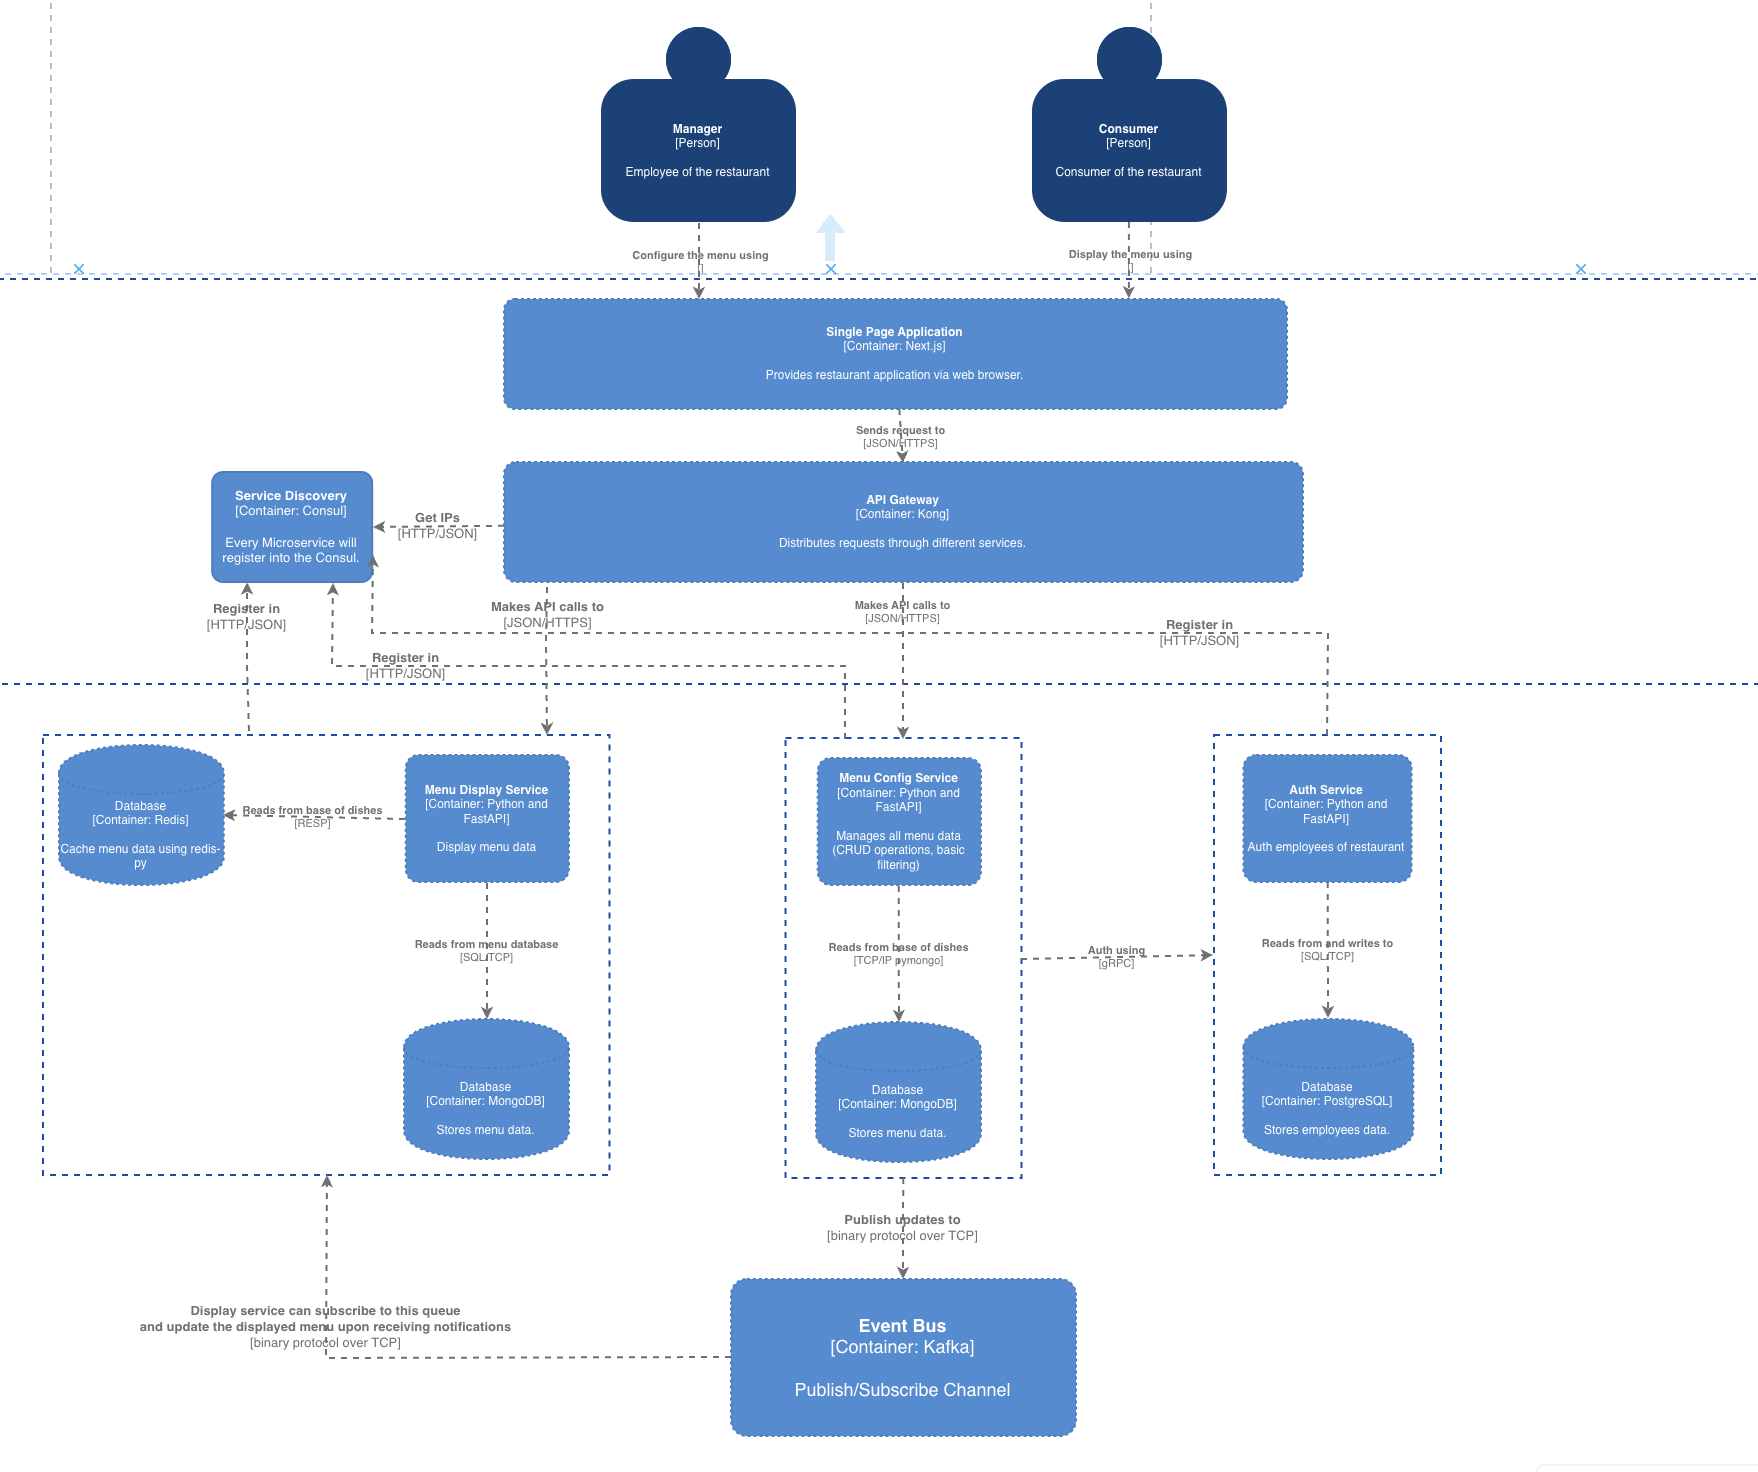 Manager
[Person]
Employee of the restaurant
Consumer
[Person]
Consumer of the restaurant
Configure the menu using
[]
Display the menu using
[]
Single Page Application
[Container: Next.js]
Provides restaurant application via web browser.
Sends request to
[JSON/HTTPS]
Service Discovery
[Container: Consul]
Every Microservice will
register into the Consul.
Get IPs
[HTTP/JSON]
API Gateway
[Container: Kong]
Distributes requests through different services.
Register in
[HTTP/JSON]
Makes API calls to
[JSON/HTTPS]
Makes API calls to
[JSON/HTTPS]
Register in
[HTTP/JSON]
Register in
[HTTP/JSON]
Database
[Container: Redis]
Cache menu data using redis-
py
Reads from base of dishes
[RESP]
Menu Display Service
[Container: Python and
FastAPI]
Display menu data
Menu Config Service
[Container: Python and
FastAPI]
Manages all menu data
(CRUD operations, basic
filtering)
Auth Service
[Container: Python and
FastAPI]
Auth employees of restaurant
Reads from menu database
[SQL/TCP]
Reads from base of dishes
[TCP/IP pymongo]
Auth using
[gRPC]
Reads from and writes to
[SQL/TCP]
Database
[Container: MongoDB]
Stores menu data.
Database
[Container: MongoDB]
Stores menu data.
Database
[Container: PostgreSQL]
Stores employees data.
Publish updates to
[binary protocol over TCP]
Display service can subscribe to this queue
and update the displayed menu upon receiving notifications
[binary protocol over TCP]
Event Bus
[Container: Kafka]
Publish/Subscribe Channel